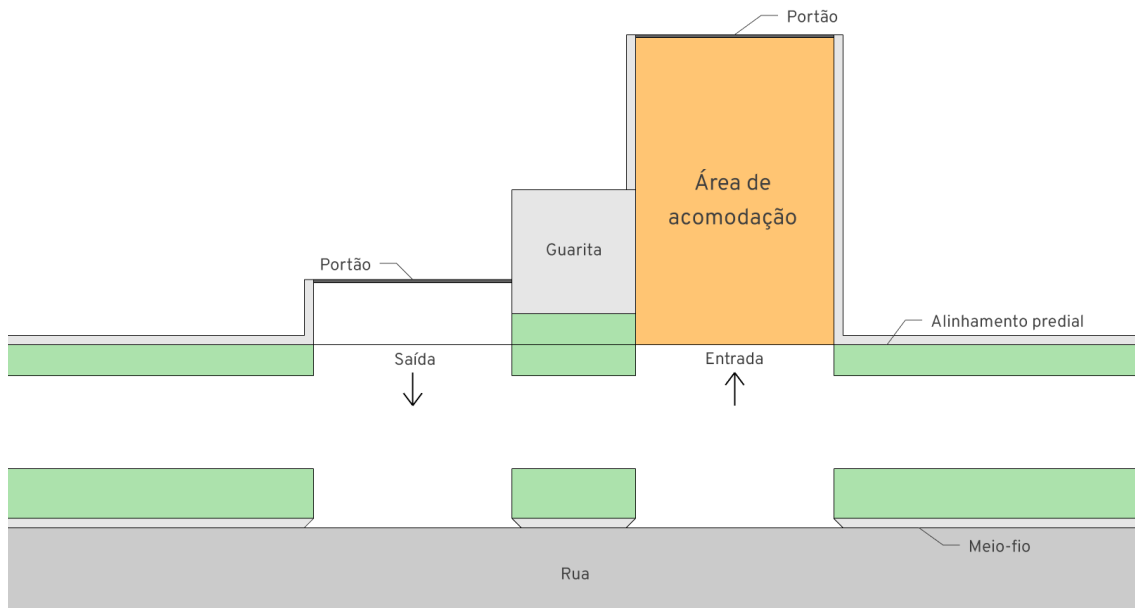 Portão
Área de
acomodação
Guarita
Portão
Alinhamento predial
Saída
Entrada
Meio-fio
Rua